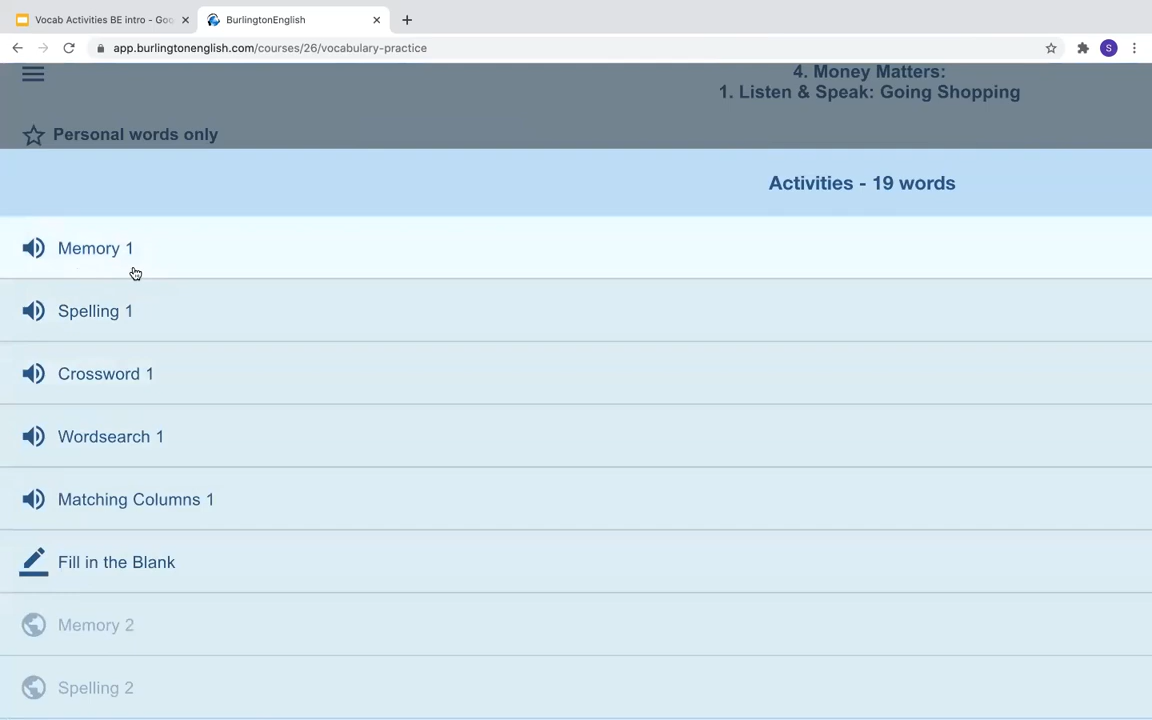 Vocab Activities BE intro - Goo
BurlingtonEnglish
app.burlingtonenglish.com/courses/26/vocabulary-practice
S
4. Money Matters:
1. Listen & Speak: Going Shopping
Personal words only
Activities - 19 words
Memory 1
Spelling 1
Crossword 1
Wordsearch 1
Matching Columns 1
Fill in the Blank
Memory 2
Spelling 2